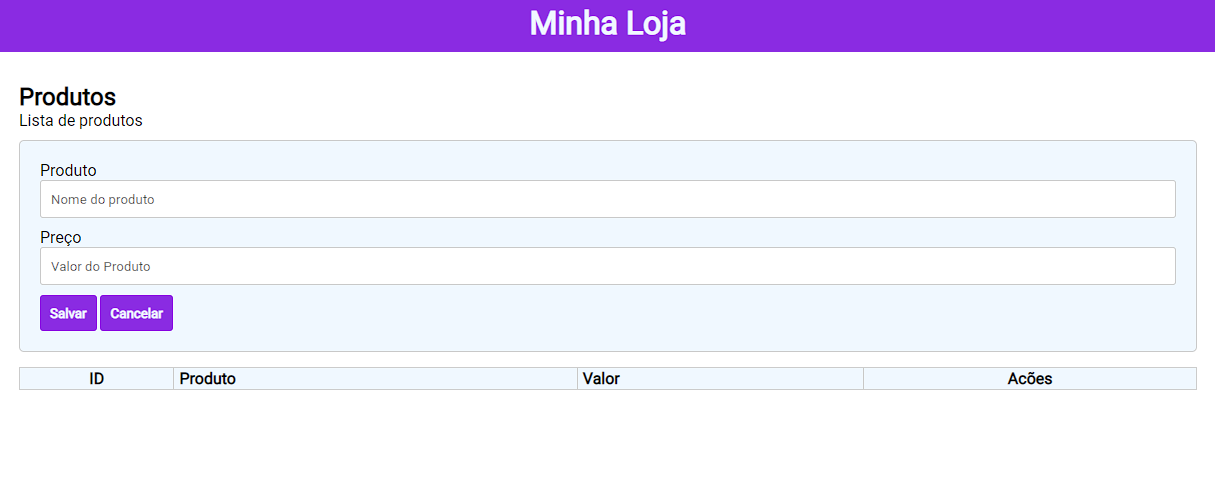 Minha Loja
Produtos
Lista de produtos
Produto
Nome do produto
Preço
Valor do Produto
Salvar Cancelar
ID Produto Valor Acões